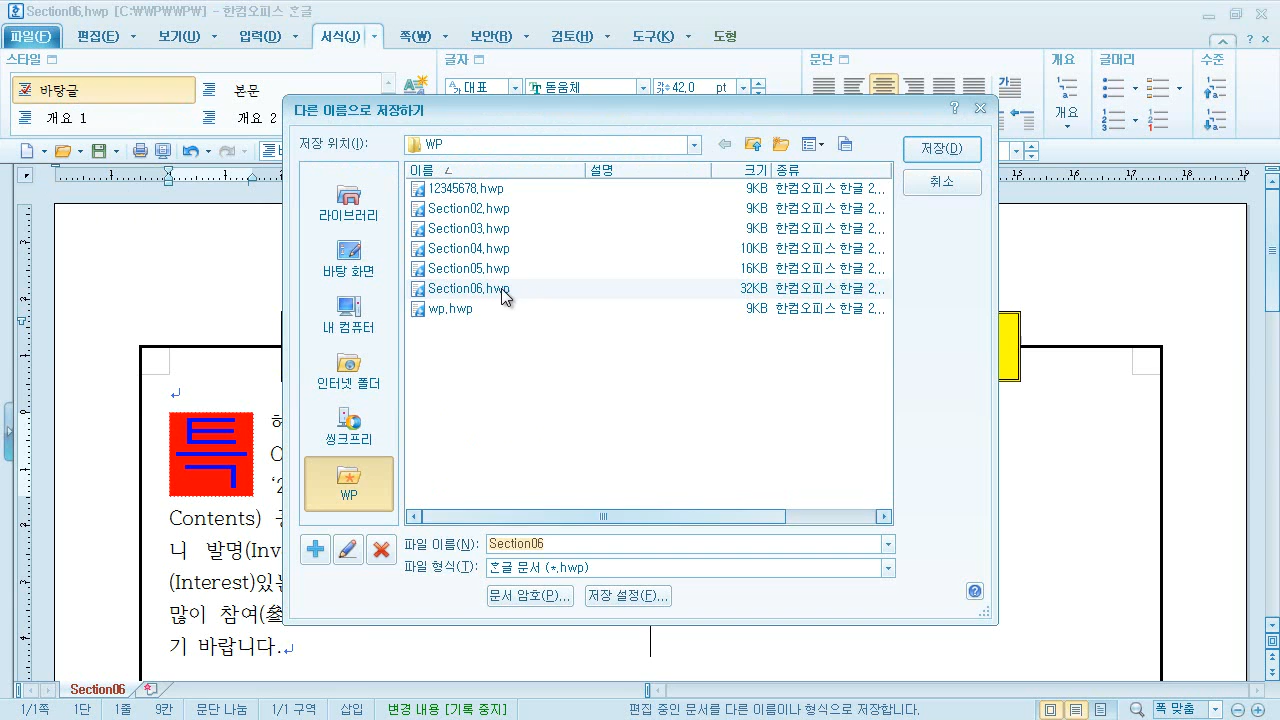 Section06.hwp [C:₩WP₩WP₩] - 한컴오피스 흔글
파일(F) 편집(E) 보기(U) 입력(D) 서식(J) 쪽(W) 보안(R) 검토(H) 도구(K) 도형
스타일 글자 문단 개요 글머리 수준
바탕글 본문 대표 돋움체 42.0 pt 가
개요 1 개요 2 개요
다른 이름으로 저장하기
저장 위치(I): WP 저장(D)
취소
이름 설명 크기 종류
12345678.hwp 9KB 한컴오피스 한글 2...
Section02.hwp 9KB 한컴오피스 한글 2...
Section03.hwp 9KB 한컴오피스 한글 2...
Section04.hwp 10KB 한컴오피스 한글 2...
Section05.hwp 16KB 한컴오피스 한글 2...
Section06.hwp 32KB 한컴오피스 한글 2...
wp.hwp 9KB 한컴오피스 한글 2...
라이브러리
바탕 화면
내 컴퓨터
인터넷 폴더
씽크프리
WP
파일 이름(N): Section06
파일 형식(T): 흔글 문서 (*.hwp)
문서 암호(P)... 저장 설정(F)...
1 15 16 17 18 19
특
Contents)
니 발명(Inv
(Interest)있는
많이 참여(參
기 바랍니다.
Section06
1/1쪽 1단 1줄 9칸 문단 나눔 1/1 구역 삽입 변경 내용 [기록 중지] 편집 중인 문서를 다른 이름이나 형식으로 저장합니다. 폭 맞춤